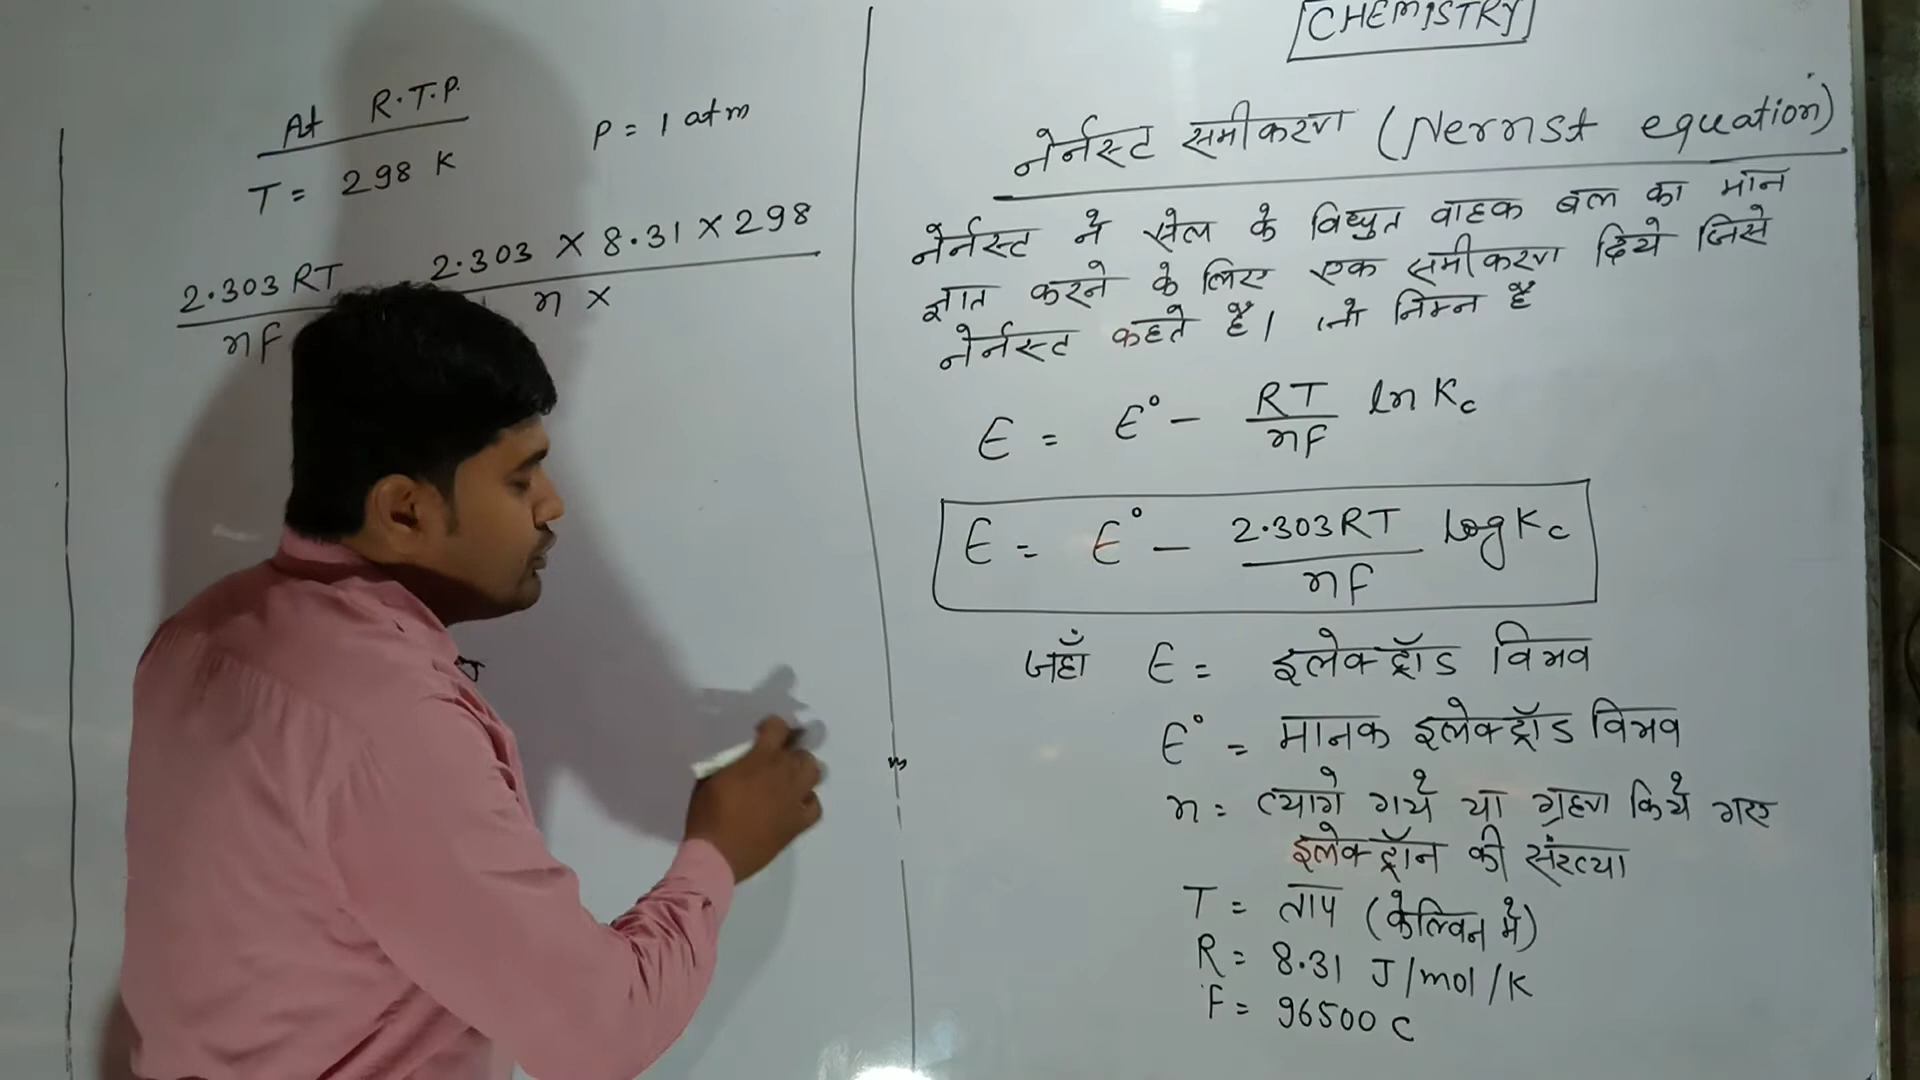 At R.T.P.
T = 298 K P = 1 atm
2.303 RT 2.303 × 8.31 × 298
nF n ×
[CHEMISTRY]
नेर्नस्ट समीकरण (Nernst equation)
नेर्नस्ट ने सेल के विधुत वाहक बल का मान
ज्ञात करने के लिए एक समीकरण दिये जिसे
नेर्नस्ट कहते है। जो निम्न है
E = E° - RT/nF ln Kc
E = E° - 2.303RT/nF log Kc
जहाँ E = इलेक्ट्रॉड विभव
E° = मानक इलेक्ट्रॉड विभव
n = त्यागे गये या ग्रहण किये गए
इलेक्ट्रॉन की संख्या
T = ताप (केल्विन में)
R = 8.31 J/mol/K
F = 96500 C